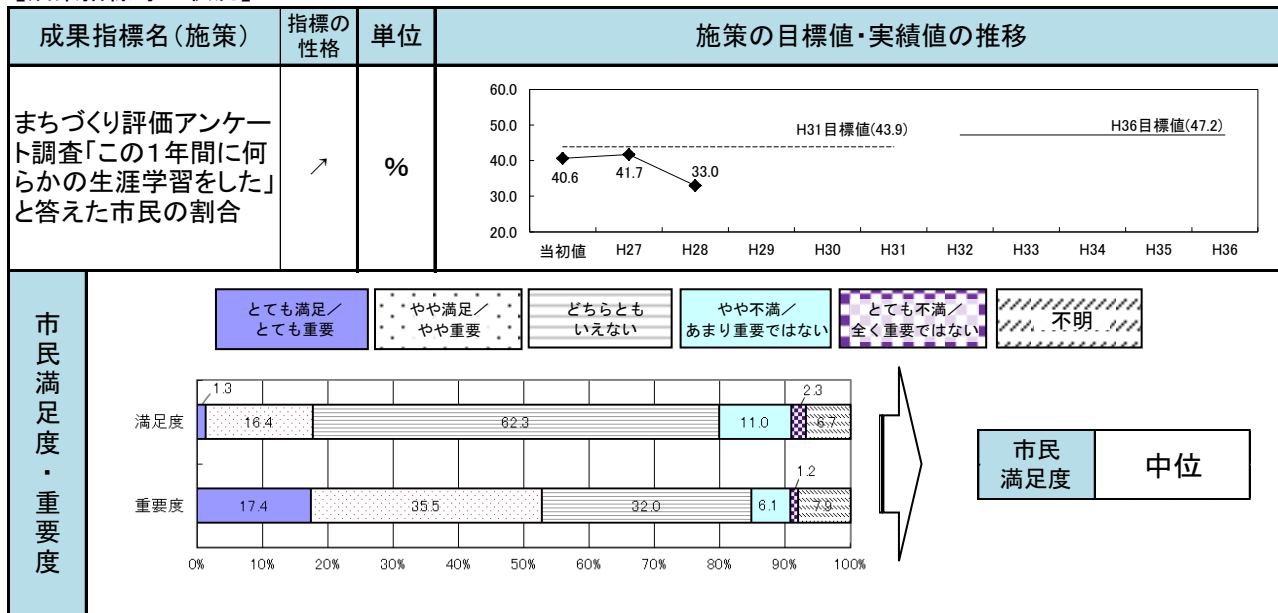 成果指標名（施策）
指標の
性格
単位
施策の目標値・実績値の推移
まちづくり評価アンケー
ト調査「この１年間に何
らかの生涯学習をした」
と答えた市民の割合
↗
%
60.0
50.0
40.0
30.0
20.0
H31目標値(43.9)
H36目標値(47.2)
40.6
41.7
33.0
当初値 H27 H28 H29 H30 H31 H32 H33 H34 H35 H36
市民満足度・重要度
とても満足／
とても重要
やや満足／
やや重要
どちらとも
いえない
やや不満／
あまり重要ではない
とても不満／
全く重要ではない
不明
満足度
1.3
16.4
62.3
11.0
2.3
6.7
重要度
17.4
35.5
32.0
6.1
1.2
7.9
0% 10% 20% 30% 40% 50% 60% 70% 80% 90% 100%
市民
満足度
中位